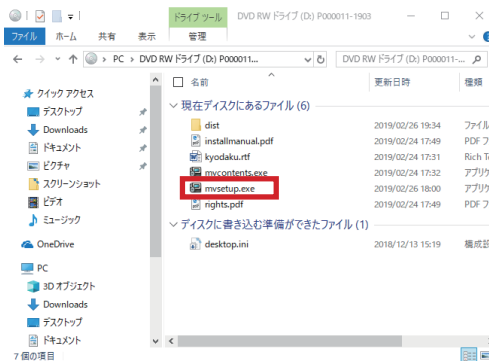 ドライブ ツール
DVD RW ドライブ (D:) P000011-1903
ファイル ホーム 共有 表示 管理
PC > DVD RW ドライブ (D:) P000011...
DVD RW ドライブ (D:) P000011-...
名前 更新日時 種類
クイック アクセス
デスクトップ
Downloads
ドキュメント
ピクチャ
スクリーンショット
ビデオ
ミュージック
OneDrive
PC
3D オブジェクト
Downloads
デスクトップ
ドキュメント
現在ディスクにあるファイル (6)
dist 2019/02/26 19:34 ファイル
installmanual.pdf 2019/02/24 17:49 PDF フ
kyodaku.rtf 2019/02/24 17:31 Rich Te
mycontents.exe 2019/02/24 17:32 アプリケ
mvsetup.exe 2019/02/26 18:00 アプリケ
rights.pdf 2019/02/24 17:49 PDF フ
ディスクに書き込む準備ができたファイル (1)
desktop.ini 2018/12/13 15:19 構成設
7 個の項目